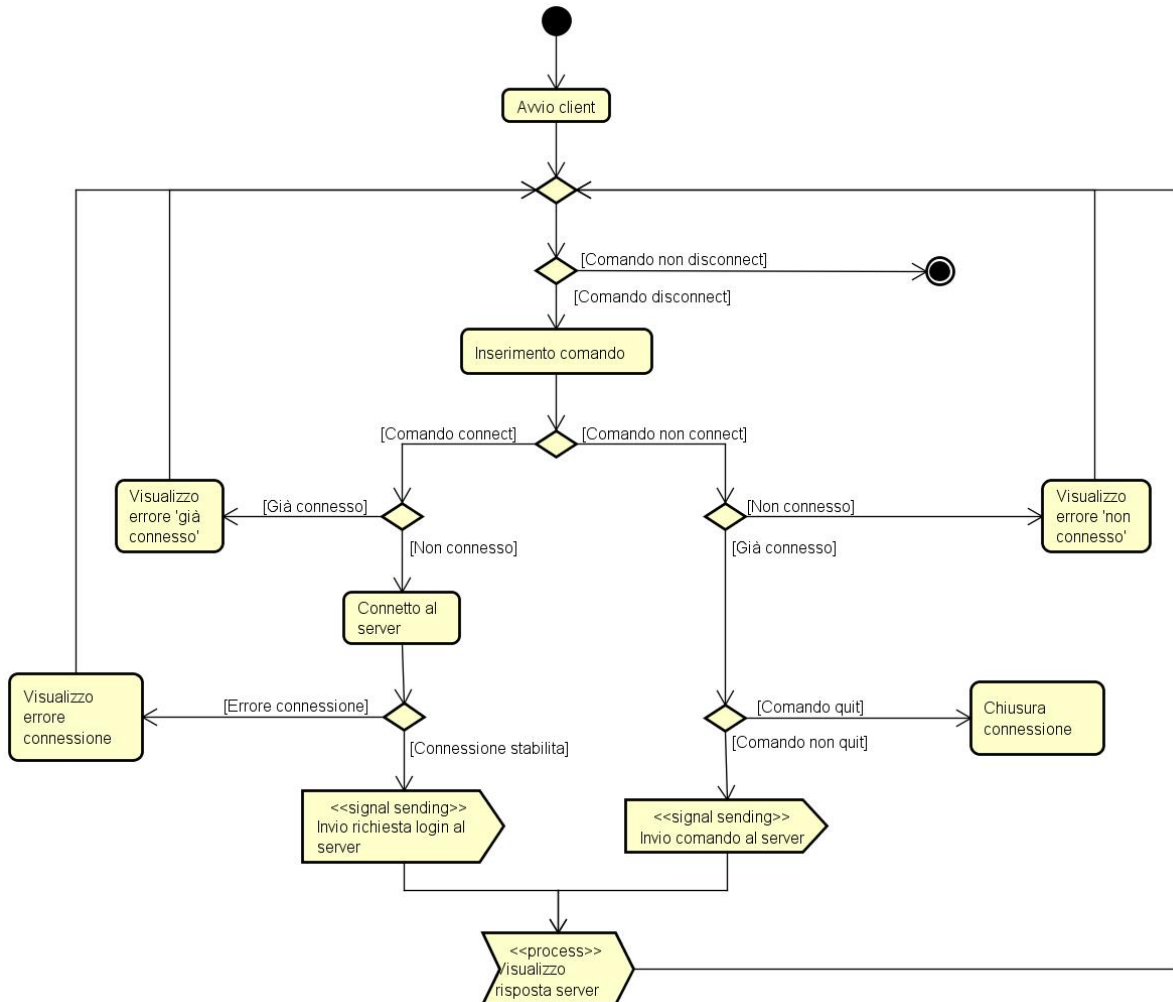 Avvio client
[Comando non disconnect]
[Comando disconnect]
Inserimento comando
[Comando connect]
[Comando non connect]
Visualizzo
errore 'già
connesso'
[Già connesso]
[Non connesso]
[Non connesso]
[Già connesso]
Visualizzo
errore 'non
connesso'
Connetto al
server
Visualizzo
errore
connessione
[Errore connessione]
[Connessione stabilita]
[Comando quit]
[Comando non quit]
Chiusura
connessione
<<signal sending>>
Invio richiesta login al
server
<<signal sending>>
Invio comando al server
<<process>>
Visualizzo
risposta server